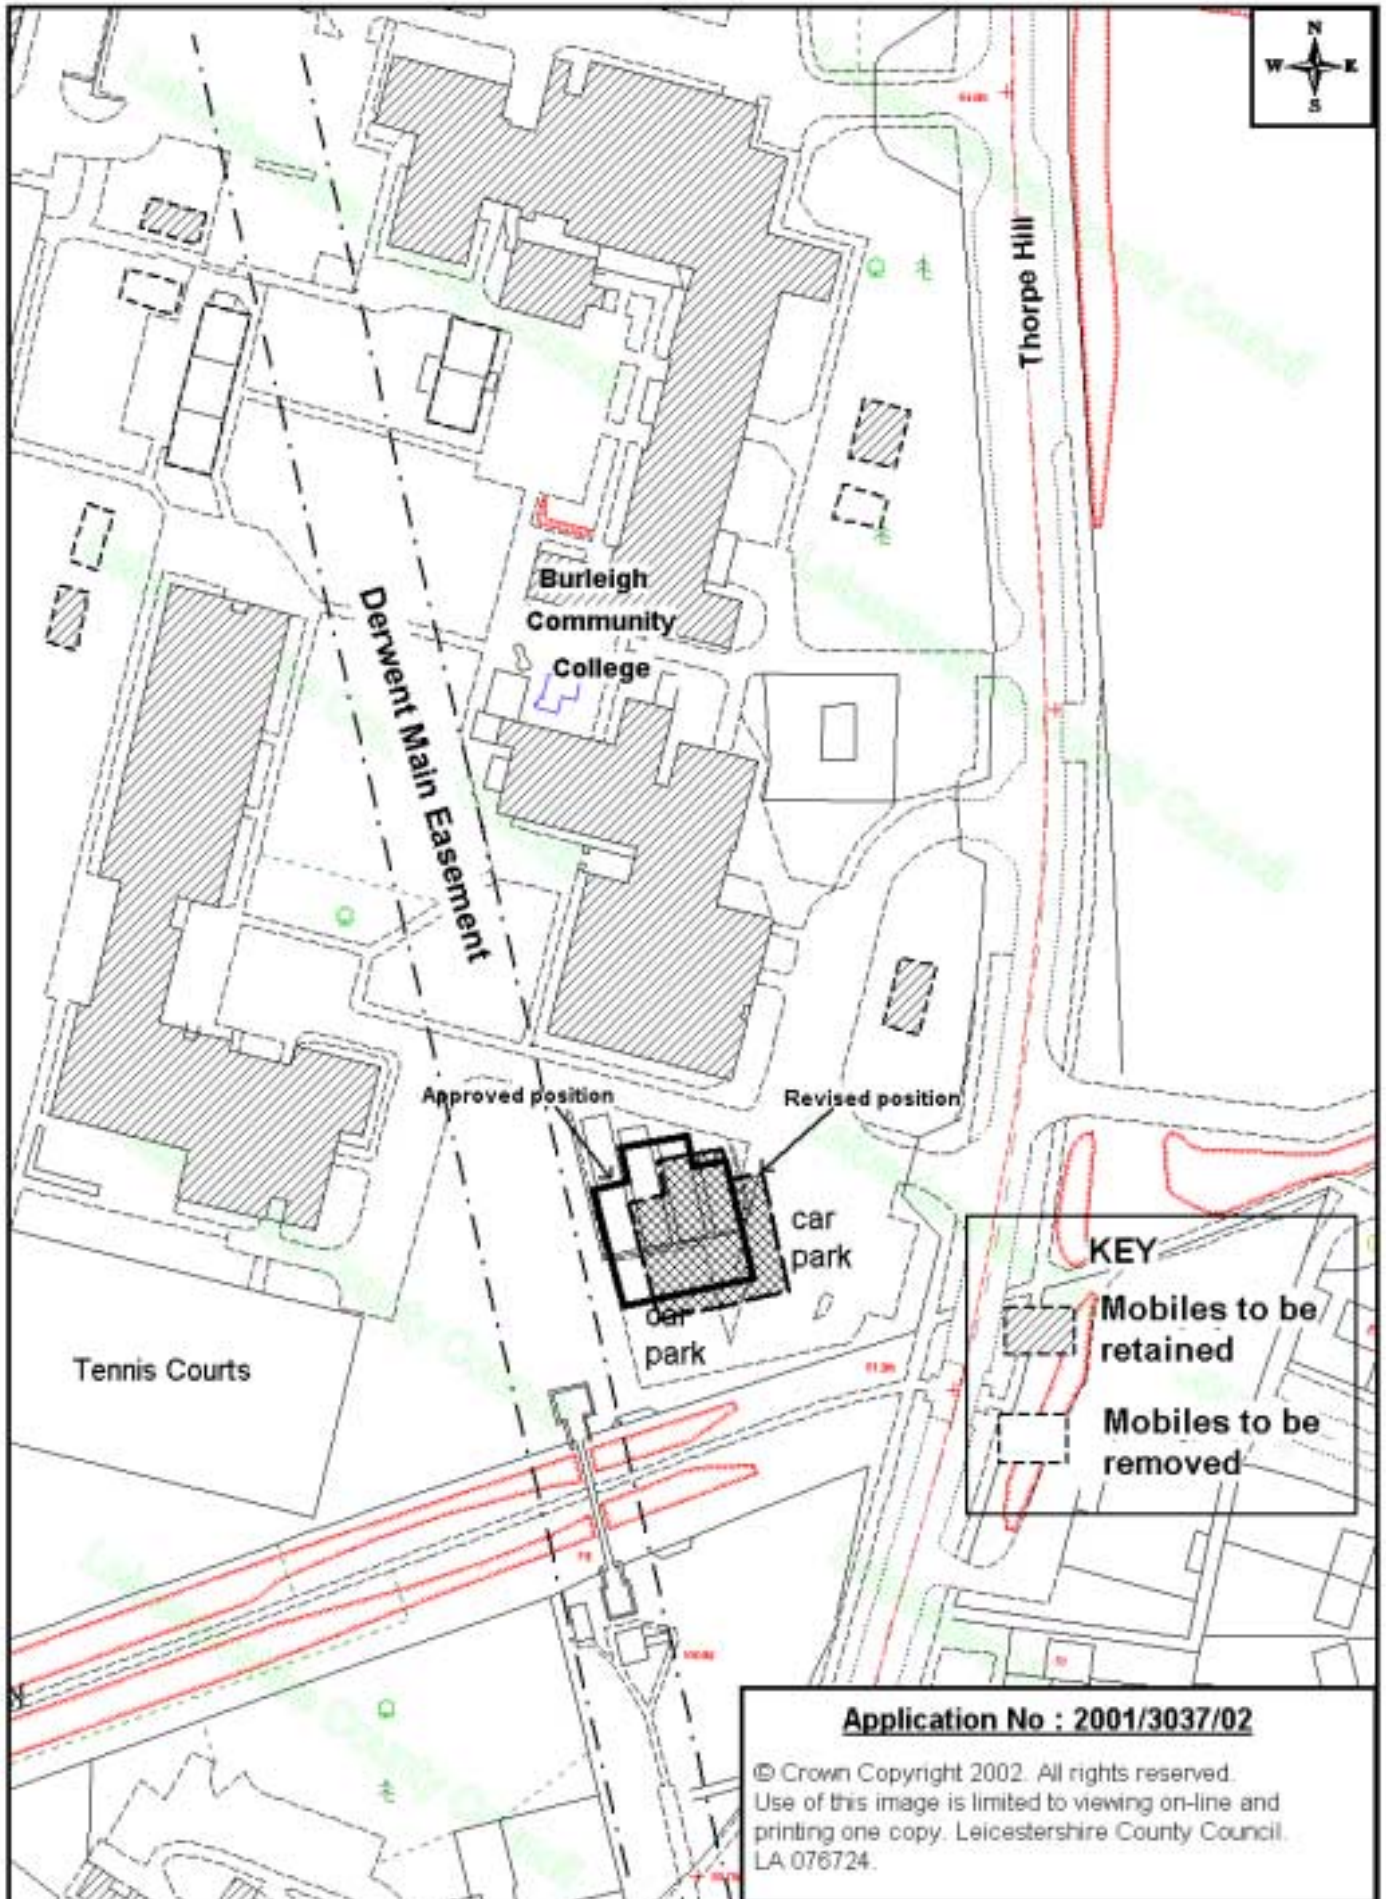 N
W E
S
Thorpe Hill
Burleigh
Community
College
Derwent Main Easement
Approved position
Revised position
car
park
car
park
Tennis Courts
KEY
Mobiles to be
retained
Mobiles to be
removed
Application No : 2001/3037/02
© Crown Copyright 2002. All rights reserved.
Use of this image is limited to viewing on-line and
printing one copy. Leicestershire County Council.
LA 076724.